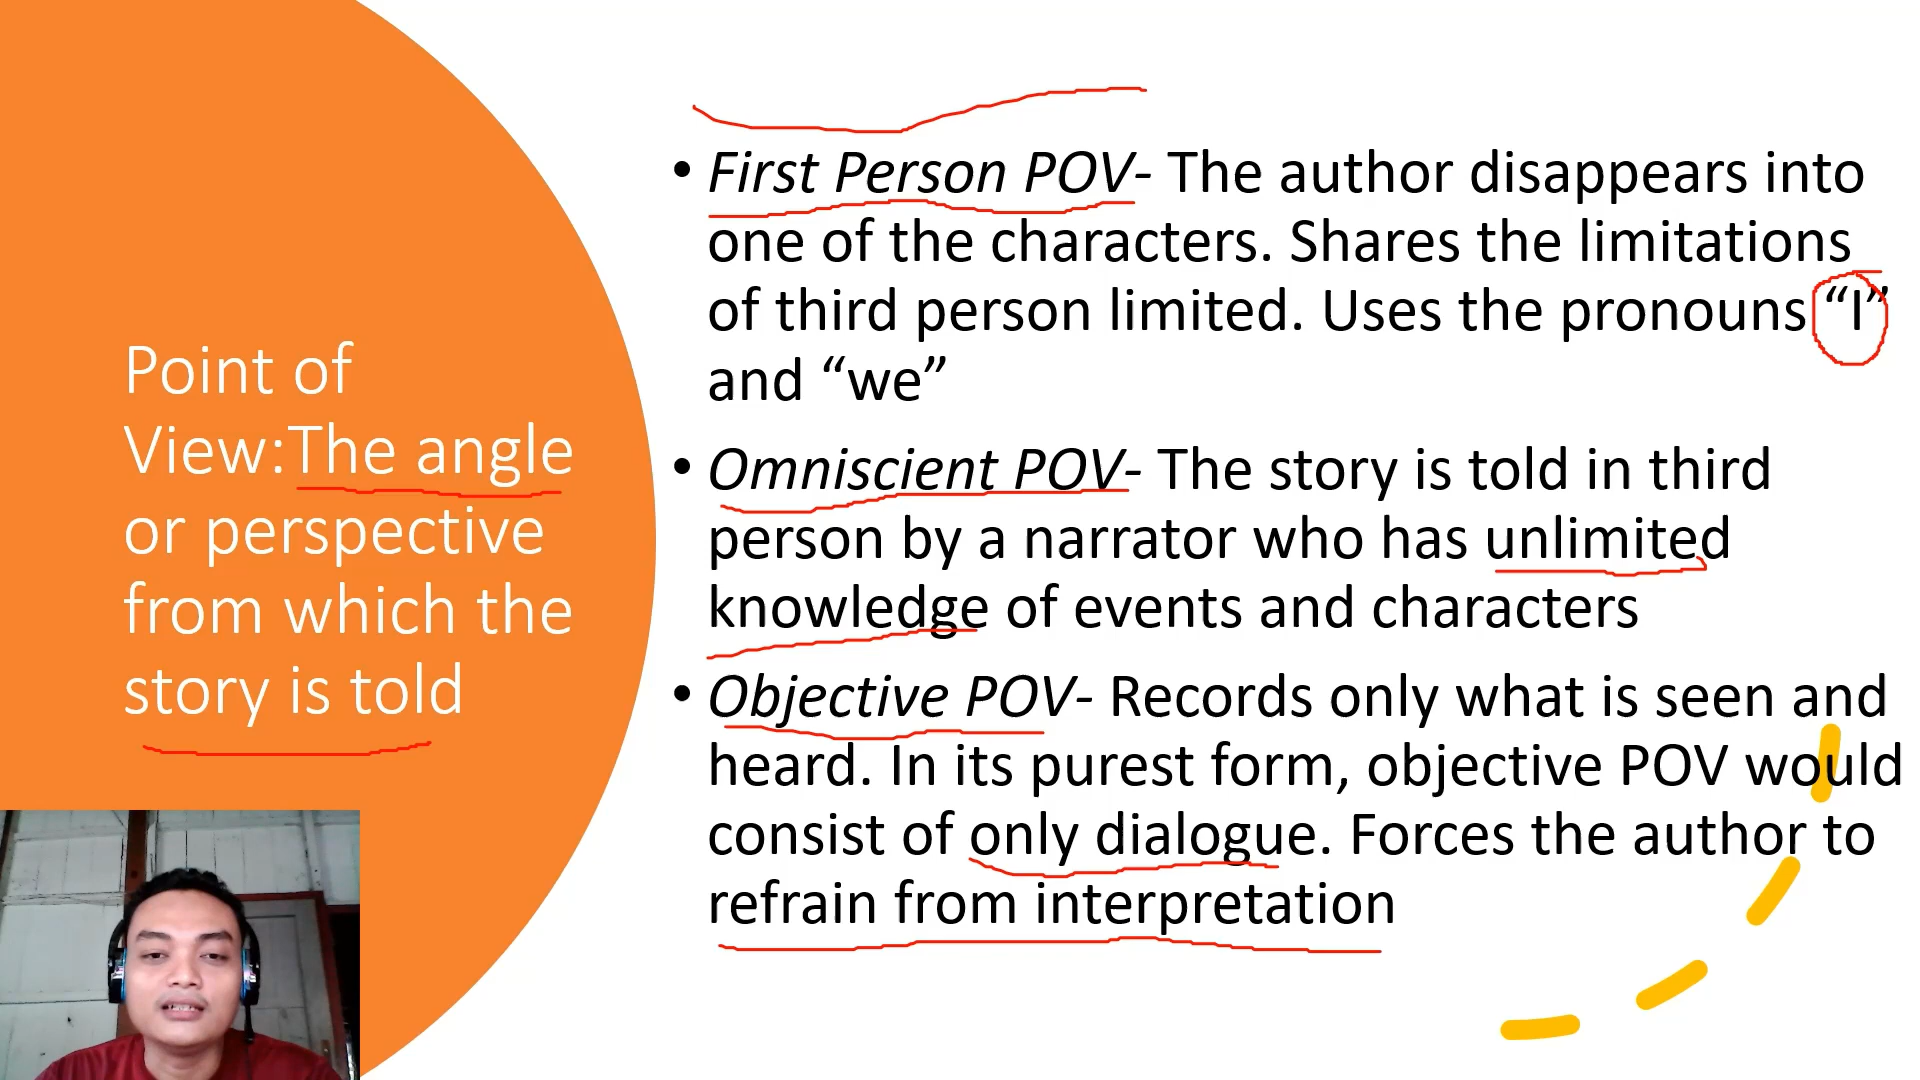 Point of
View:The angle
or perspective
from which the
story is told
• First Person POV- The author disappears into
one of the characters. Shares the limitations
of third person limited. Uses the pronouns “I”
and “we”
• Omniscient POV- The story is told in third
person by a narrator who has unlimited
knowledge of events and characters
• Objective POV- Records only what is seen and
heard. In its purest form, objective POV would
consist of only dialogue. Forces the author to
refrain from interpretation